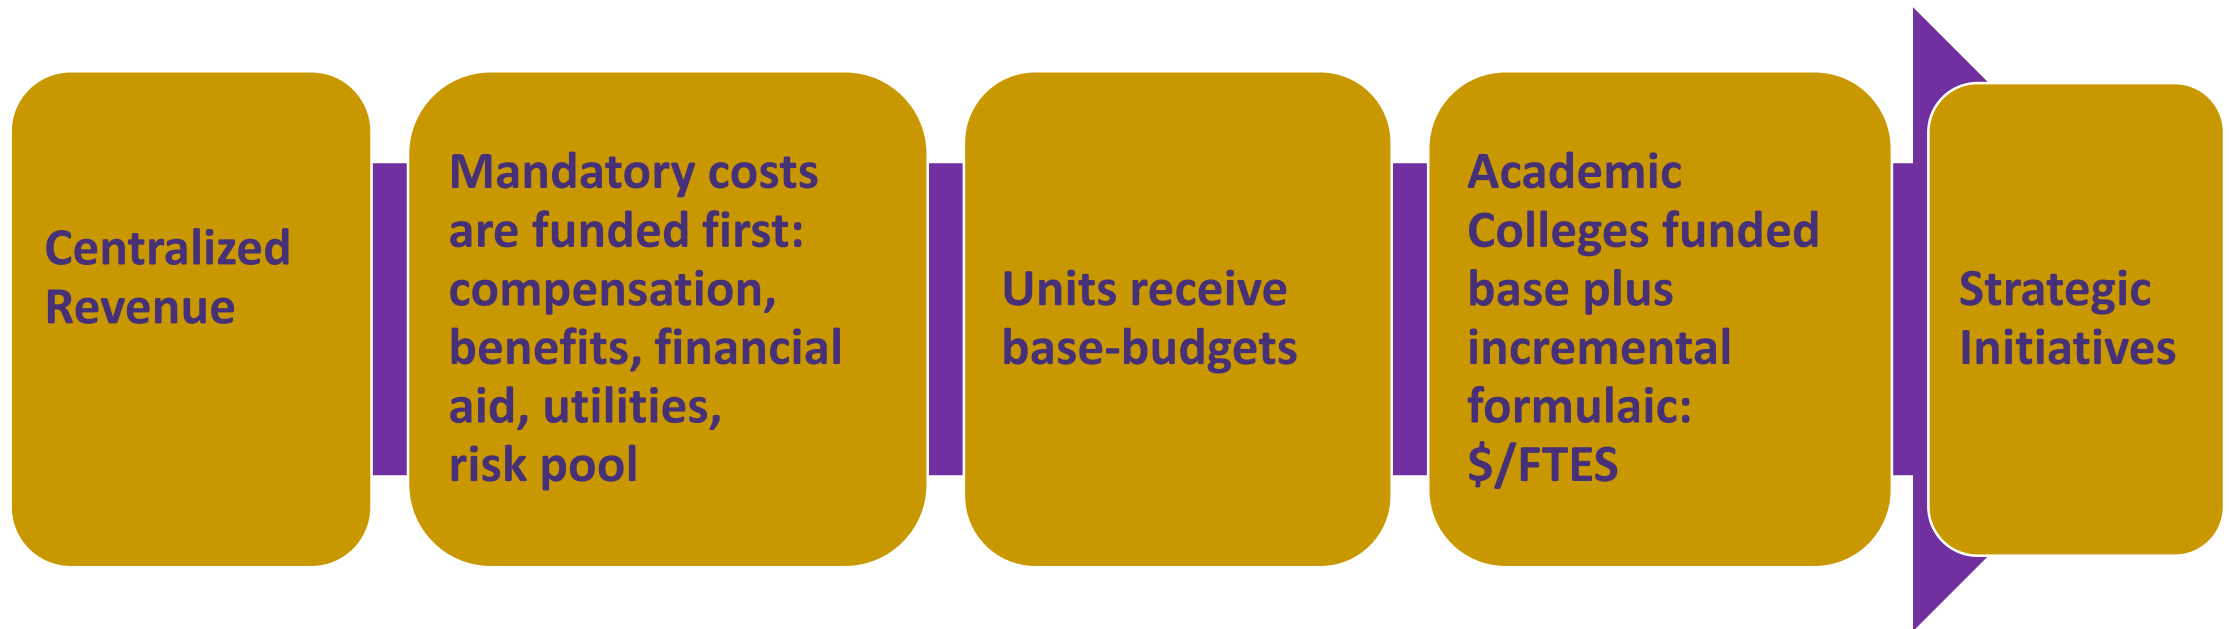 Centralized
Revenue
Mandatory costs
are funded first:
compensation,
benefits, financial
aid, utilities,
risk pool
Units receive
base-budgets
Academic
Colleges funded
base plus
incremental
formulaic:
$/FTES
Strategic
Initiatives